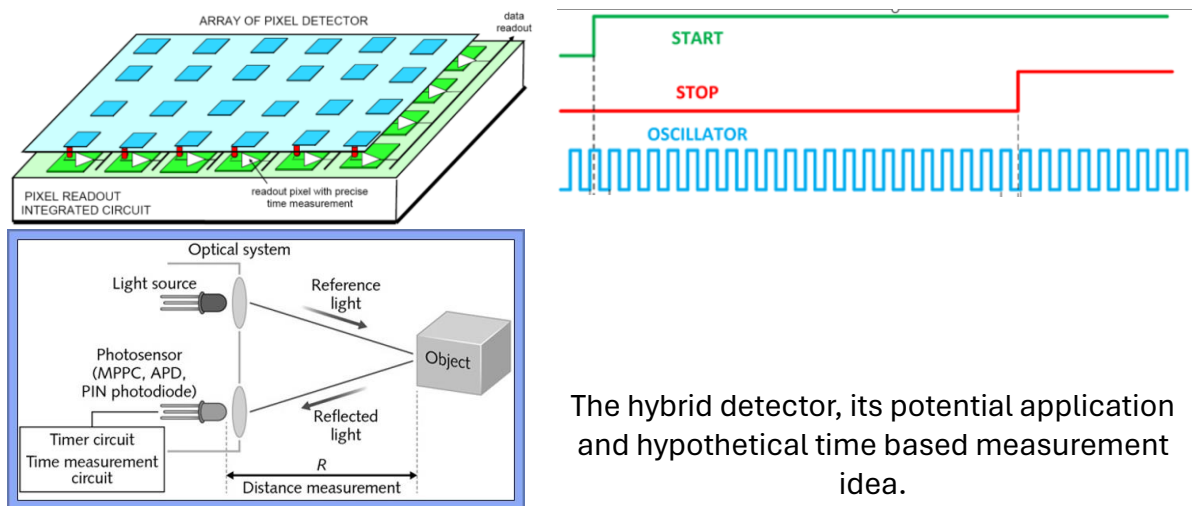 ARRAY OF PIXEL DETECTOR
data
readout
readout pixel with precise
time measurement
PIXEL READOUT
INTEGRATED CIRCUIT
START
STOP
OSCILLATOR
Optical system
Light source
Reference
light
Photosensor
(MPPC, APD,
PIN photodiode)
Object
Reflected
light
Timer circuit
Time measurement
circuit
R
Distance measurement
The hybrid detector, its potential application
and hypothetical time based measurement
idea.